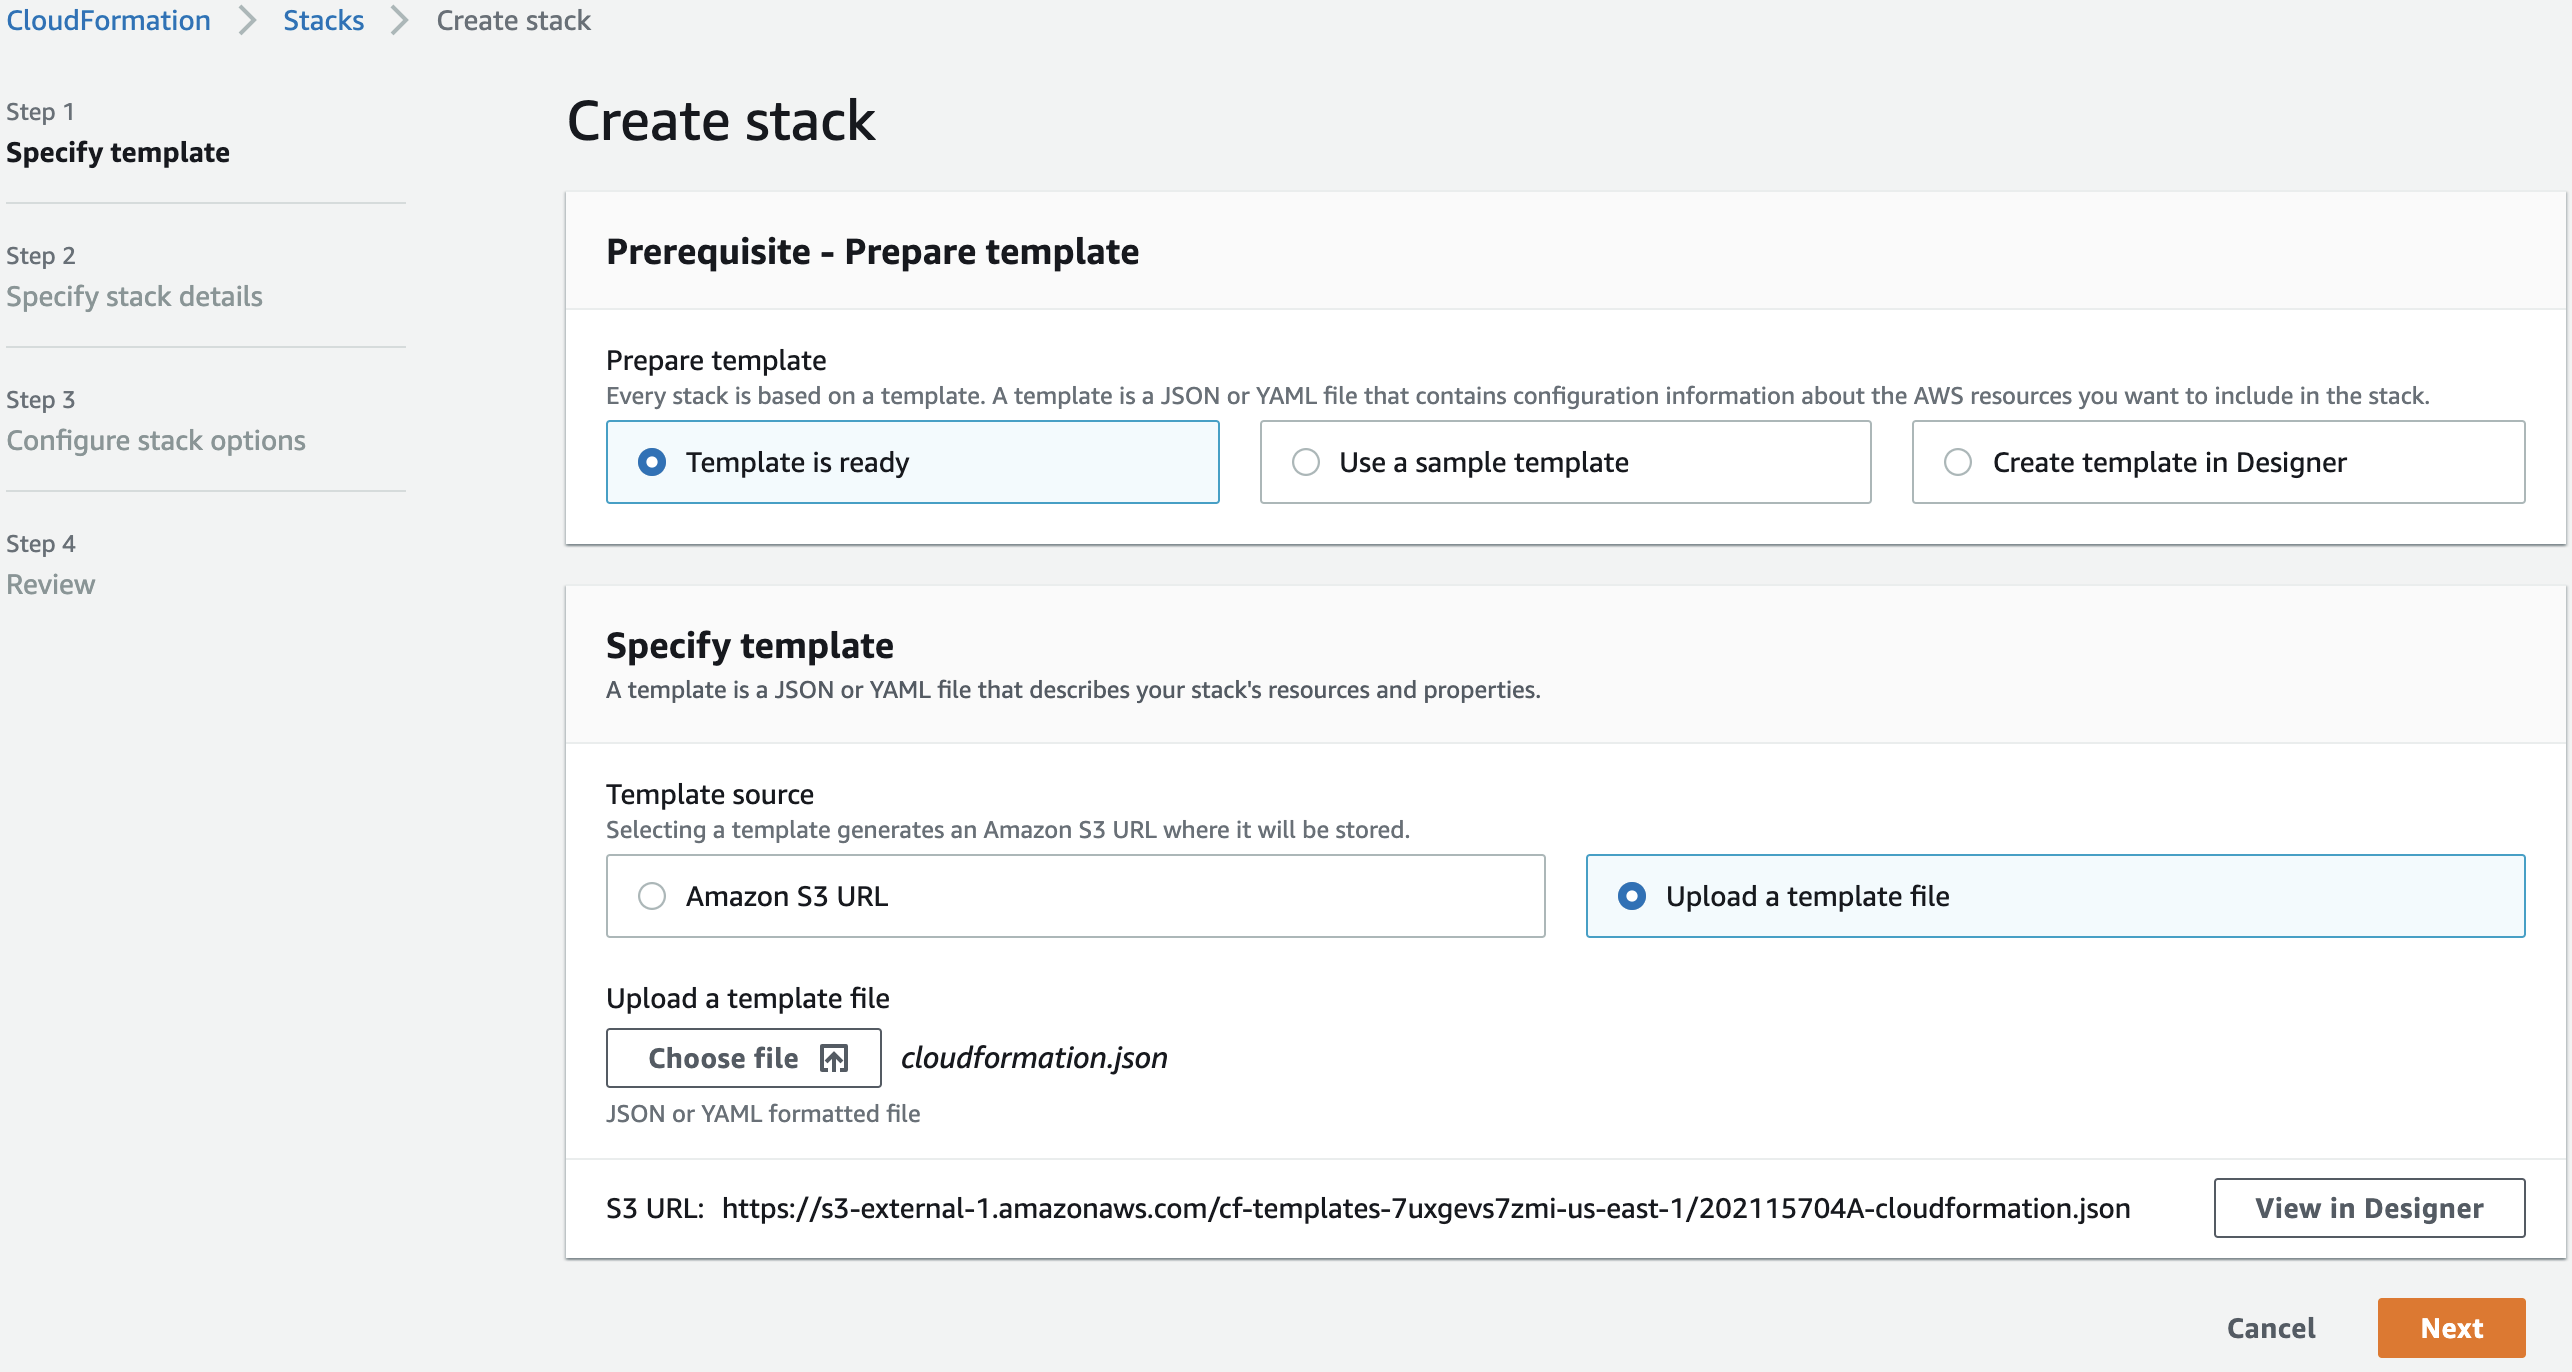 CloudFormation Stacks Create stack
Step 1
Specify template
Step 2
Specify stack details
Step 3
Configure stack options
Step 4
Review
Create stack
Prerequisite - Prepare template
Prepare template
Every stack is based on a template. A template is a JSON or YAML file that contains configuration information about the AWS resources you want to include in the stack.
Template is ready
Use a sample template
Create template in Designer
Specify template
A template is a JSON or YAML file that describes your stack's resources and properties.
Template source
Selecting a template generates an Amazon S3 URL where it will be stored.
Amazon S3 URL
Upload a template file
Upload a template file
Choose file cloudformation.json
JSON or YAML formatted file
S3 URL: https://s3-external-1.amazonaws.com/cf-templates-7uxgevs7zmi-us-east-1/202115704A-cloudformation.json
View in Designer
Cancel
Next